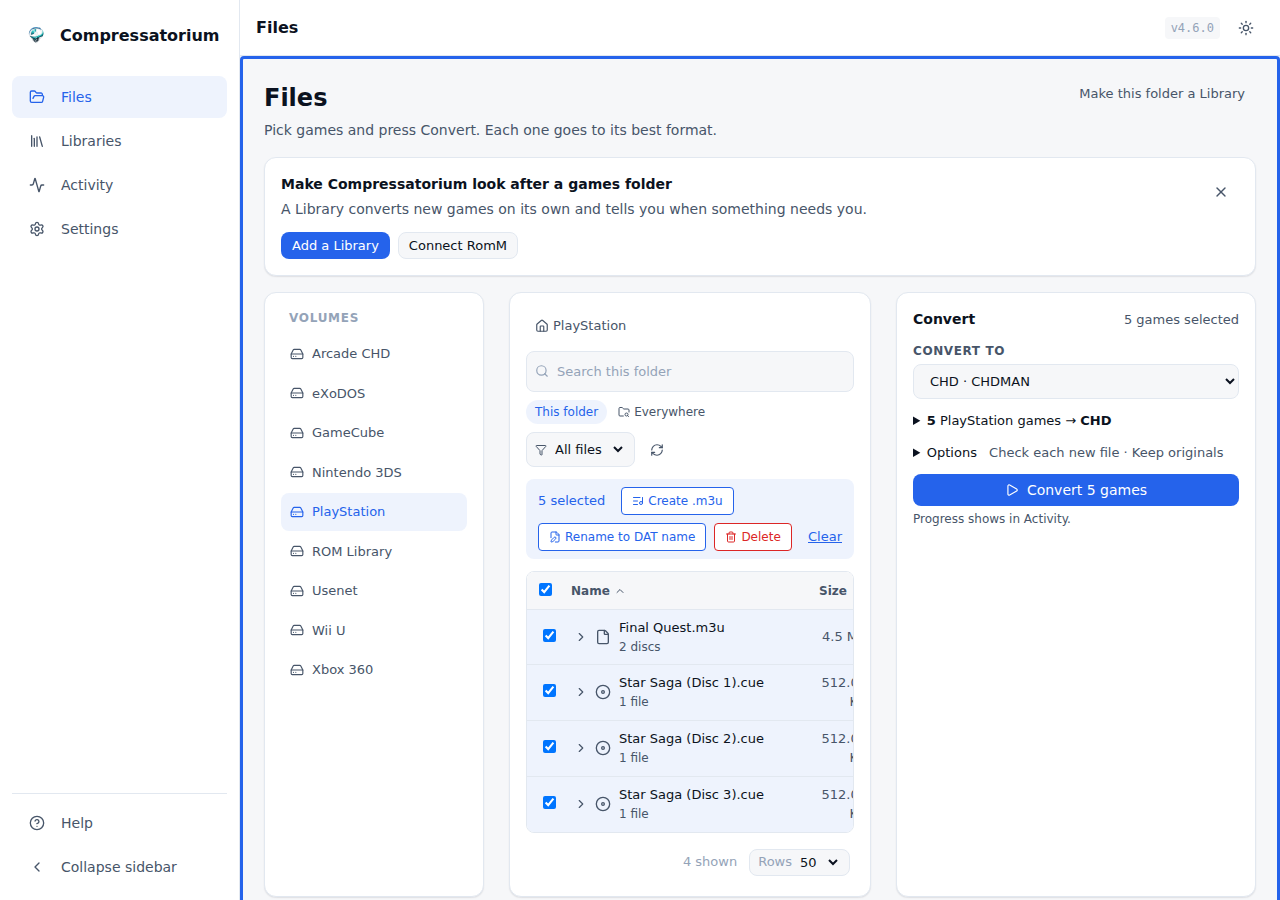 Compressatorium
Files
Libraries
Activity
Settings
Help
Collapse sidebar
Files
v4.6.0
Files
Make this folder a Library
Pick games and press Convert. Each one goes to its best format.
Make Compressatorium look after a games folder
A Library converts new games on its own and tells you when something needs you.
Add a Library
Connect RomM
VOLUMES
Arcade CHD
eXoDOS
GameCube
Nintendo 3DS
PlayStation
ROM Library
Usenet
Wii U
Xbox 360
PlayStation
Search this folder
This folder
Everywhere
All files
5 selected
Create .m3u
Rename to DAT name
Delete
Clear
Name
Size
Final Quest.m3u
4.5
2 discs
Star Saga (Disc 1).cue
512.
1 file
Star Saga (Disc 2).cue
512.
1 file
Star Saga (Disc 3).cue
512.
1 file
4 shown
Rows 50
Convert
5 games selected
CONVERT TO
CHD · CHDMAN
5 PlayStation games → CHD
Options Check each new file · Keep originals
Convert 5 games
Progress shows in Activity.